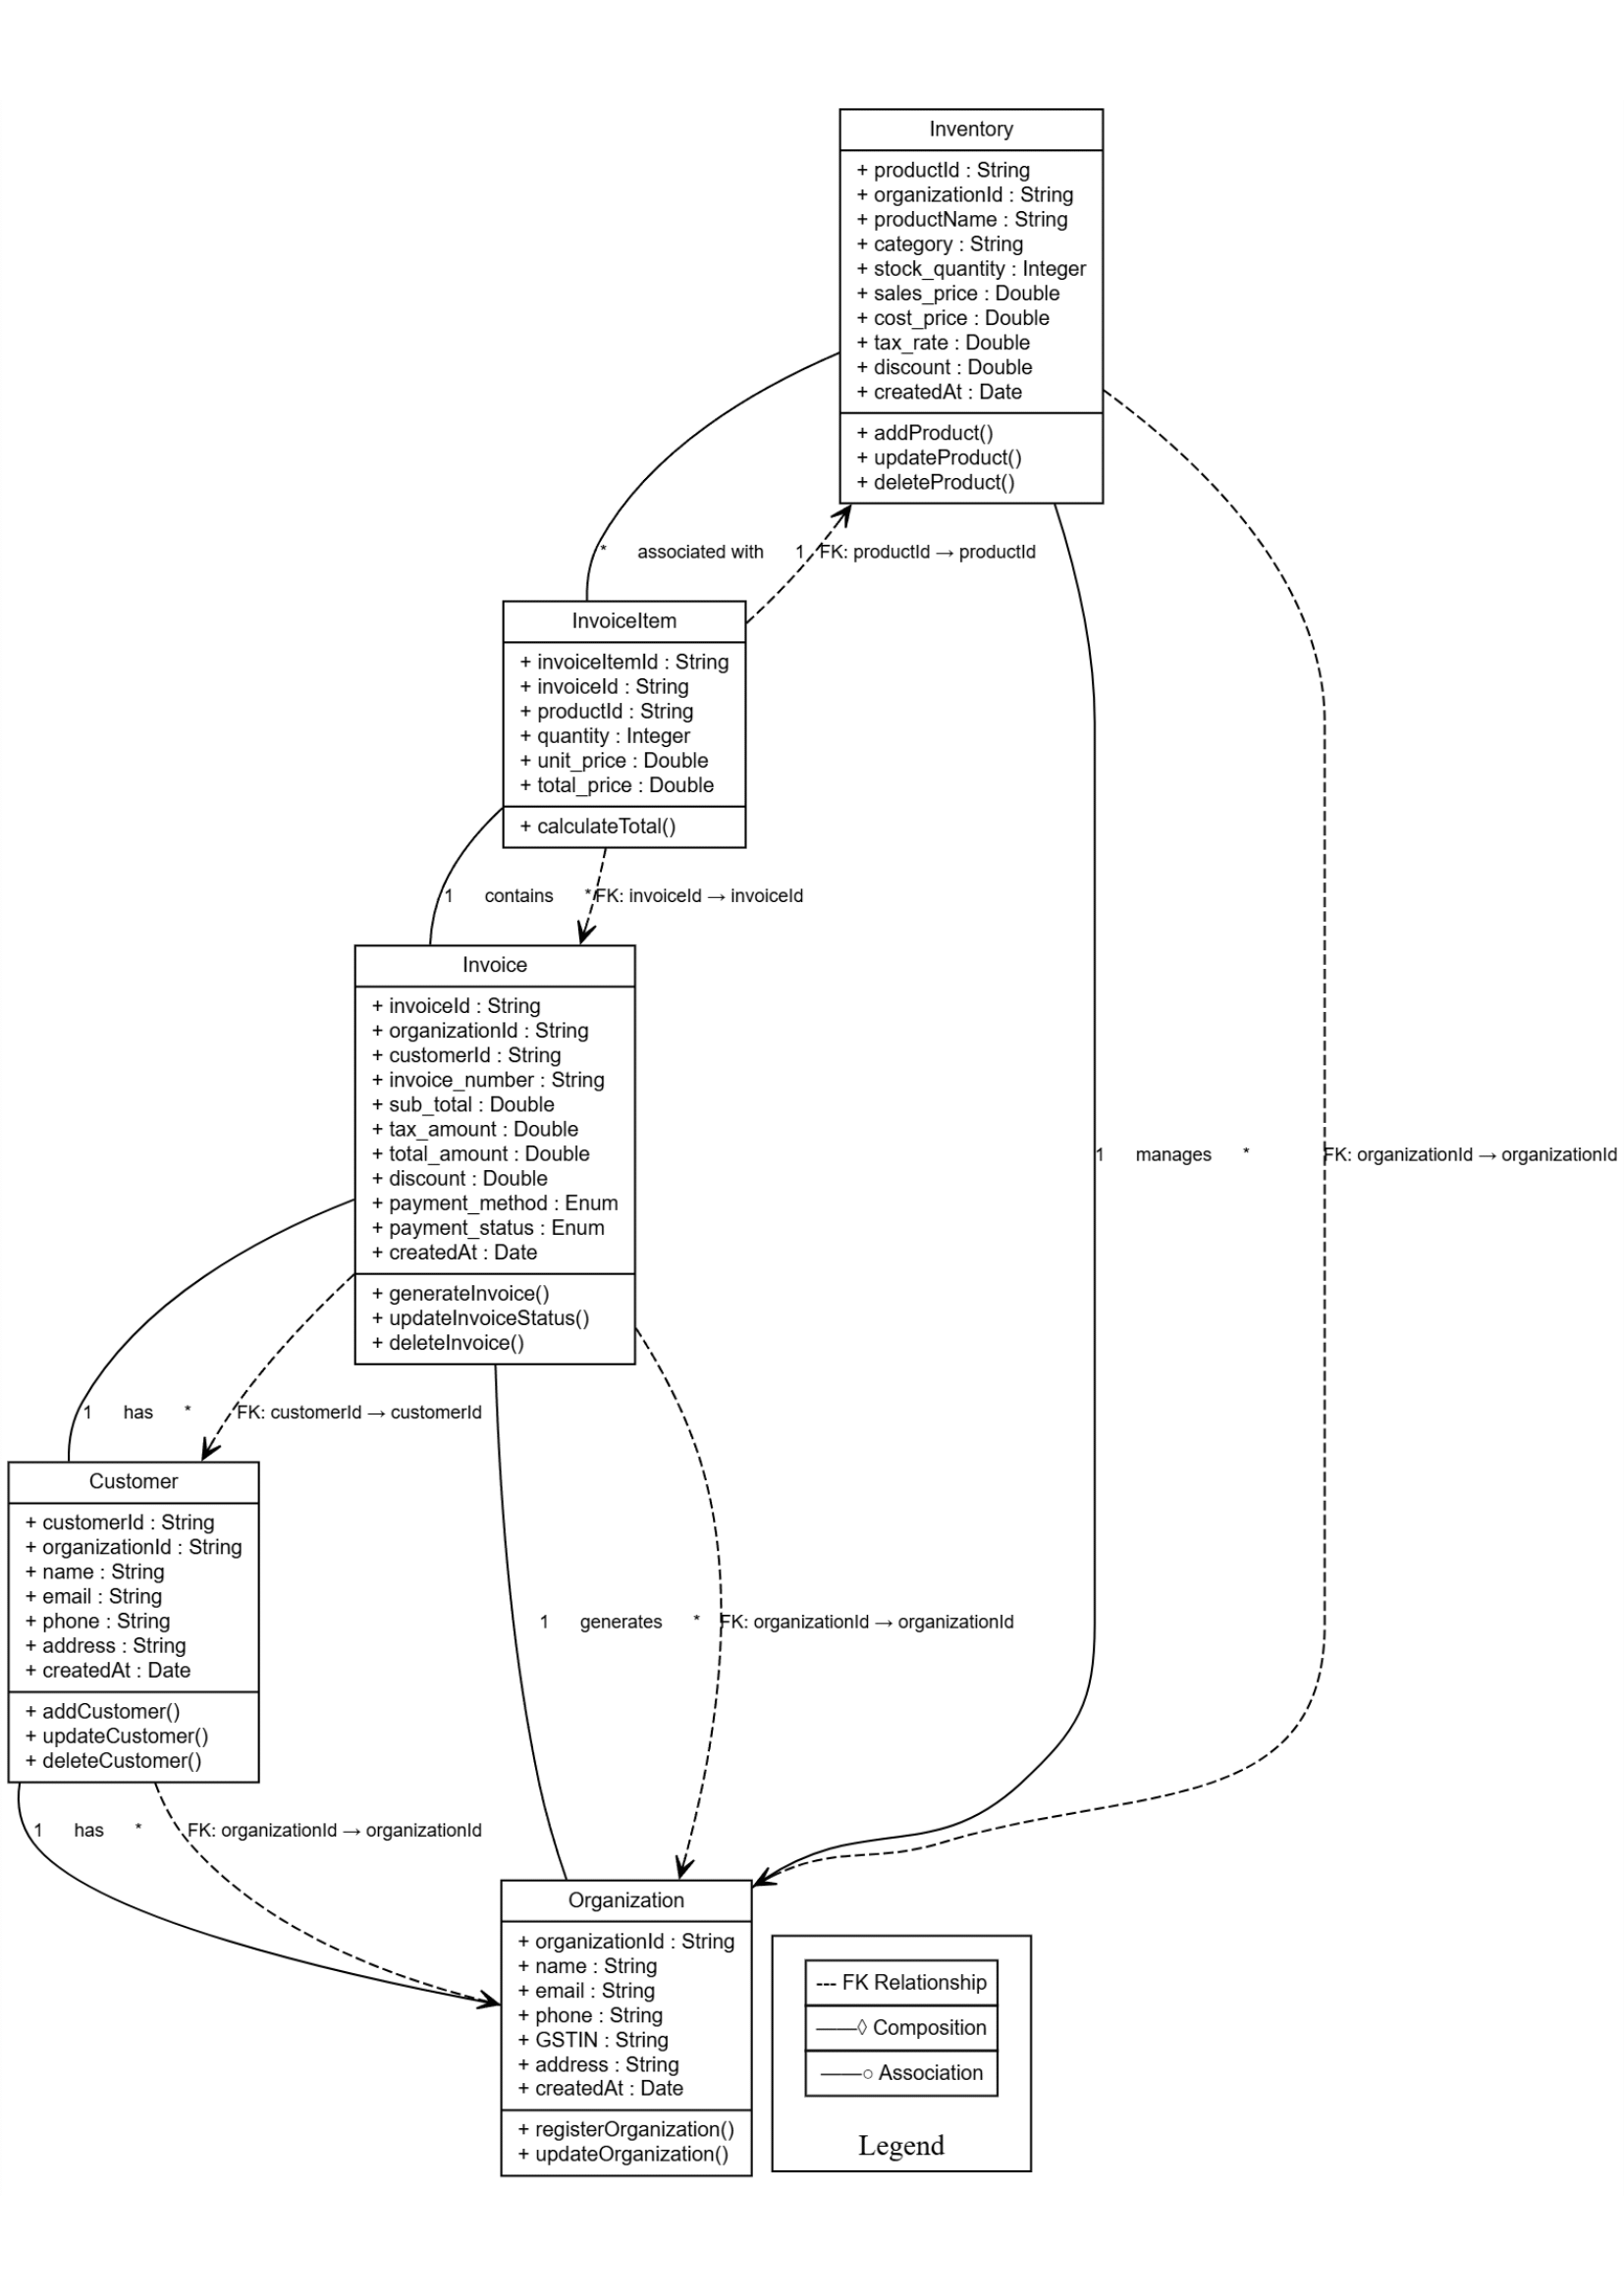 Inventory
+ productId : String
+ organizationId : String
+ productName : String
+ category : String
+ stock_quantity : Integer
+ sales_price : Double
+ cost_price : Double
+ tax_rate : Double
+ discount : Double
+ createdAt : Date
+ addProduct()
+ updateProduct()
+ deleteProduct()
* associated with 1 FK: productId → productId
InvoiceItem
+ invoiceItemId : String
+ invoiceId : String
+ productId : String
+ quantity : Integer
+ unit_price : Double
+ total_price : Double
+ calculateTotal()
1 contains * FK: invoiceId → invoiceId
Invoice
+ invoiceId : String
+ organizationId : String
+ customerId : String
+ invoice_number : String
+ sub_total : Double
+ tax_amount : Double
+ total_amount : Double
+ discount : Double
+ payment_method : Enum
+ payment_status : Enum
+ createdAt : Date
+ generateInvoice()
+ updateInvoiceStatus()
+ deleteInvoice()
1 manages * FK: organizationId → organizationId
1 has * FK: customerId → customerId
Customer
+ customerId : String
+ organizationId : String
+ name : String
+ email : String
+ phone : String
+ address : String
+ createdAt : Date
+ addCustomer()
+ updateCustomer()
+ deleteCustomer()
1 generates * FK: organizationId → organizationId
1 has * FK: organizationId → organizationId
Organization
+ organizationId : String
+ name : String
+ email : String
+ phone : String
+ GSTIN : String
+ address : String
+ createdAt : Date
+ registerOrganization()
+ updateOrganization()
--- FK Relationship
——◊ Composition
——○ Association
Legend